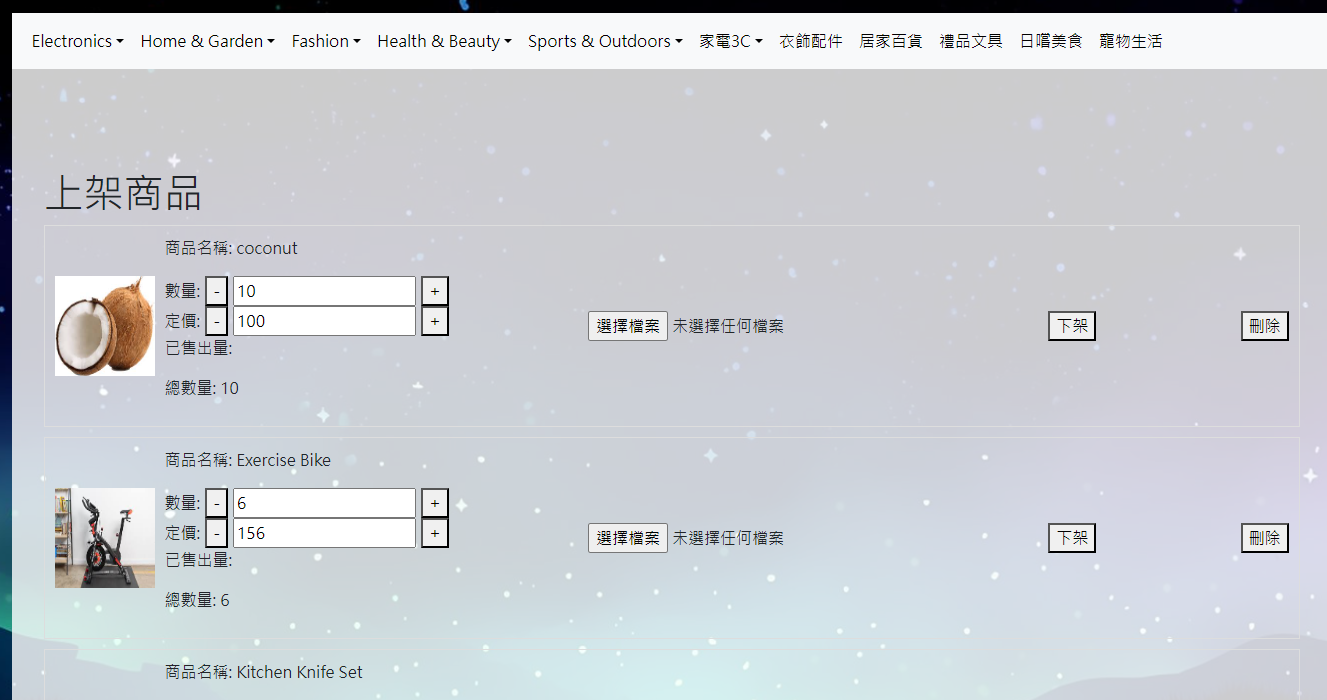 Electronics Home & Garden Fashion Health & Beauty Sports & Outdoors 家電3C 衣飾配件 居家百貨 禮品文具 日嚐美食 寵物生活
上架商品
商品名稱: coconut
數量: - 10 +
定價: - 100 +
選擇檔案 未選擇任何檔案 下架 刪除
已售出量:
總數量: 10
商品名稱: Exercise Bike
數量: - 6 +
定價: - 156 +
選擇檔案 未選擇任何檔案 下架 刪除
已售出量:
總數量: 6
商品名稱: Kitchen Knife Set